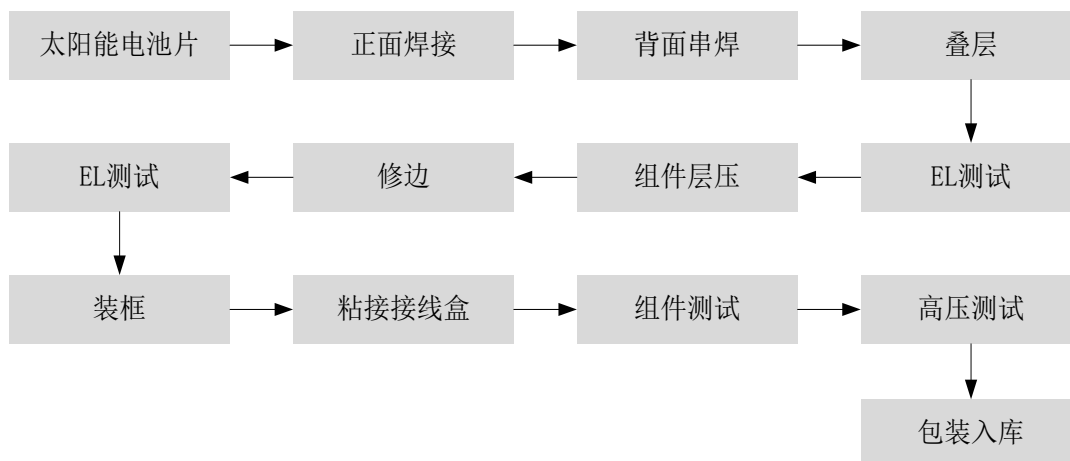 太阳能电池片
正面焊接
背面串焊
叠层
EL测试
组件层压
修边
EL测试
装框
粘接接线盒
组件测试
高压测试
包装入库